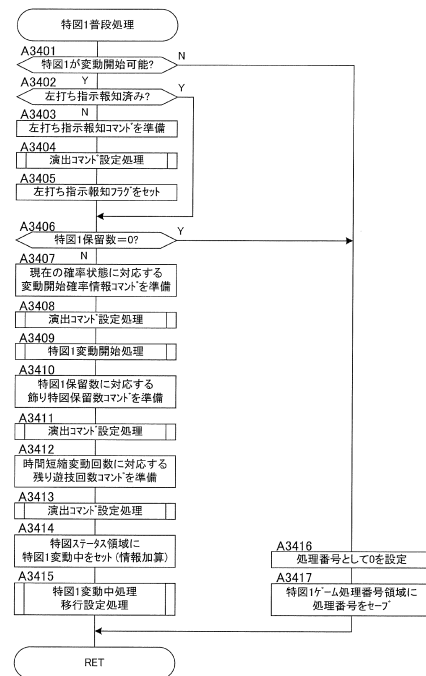 特図1普段処理
A3401
特図1が変動開始可能?
N
Y
A3402
左打ち指示報知済み?
Y
N
A3403
左打ち指示報知コマンドを準備
A3404
演出コマンド設定処理
A3405
左打ち指示報知フラグをセット
A3406
特図1保留数=0?
Y
N
A3407
現在の確率状態に対応する
変動開始確率情報コマンドを準備
A3408
演出コマンド設定処理
A3409
特図1変動開始処理
A3410
特図1保留数に対応する
飾り特図保留数コマンドを準備
A3411
演出コマンド設定処理
A3412
時間短縮変動回数に対応する
残り遊技回数コマンドを準備
A3413
演出コマンド設定処理
A3414
特図ステータス領域に
特図1変動中をセット(情報加算)
A3415
特図1変動中処理
移行設定処理
A3416
処理番号として0を設定
A3417
特図1ゲーム処理番号領域に
処理番号をセーブ
RET